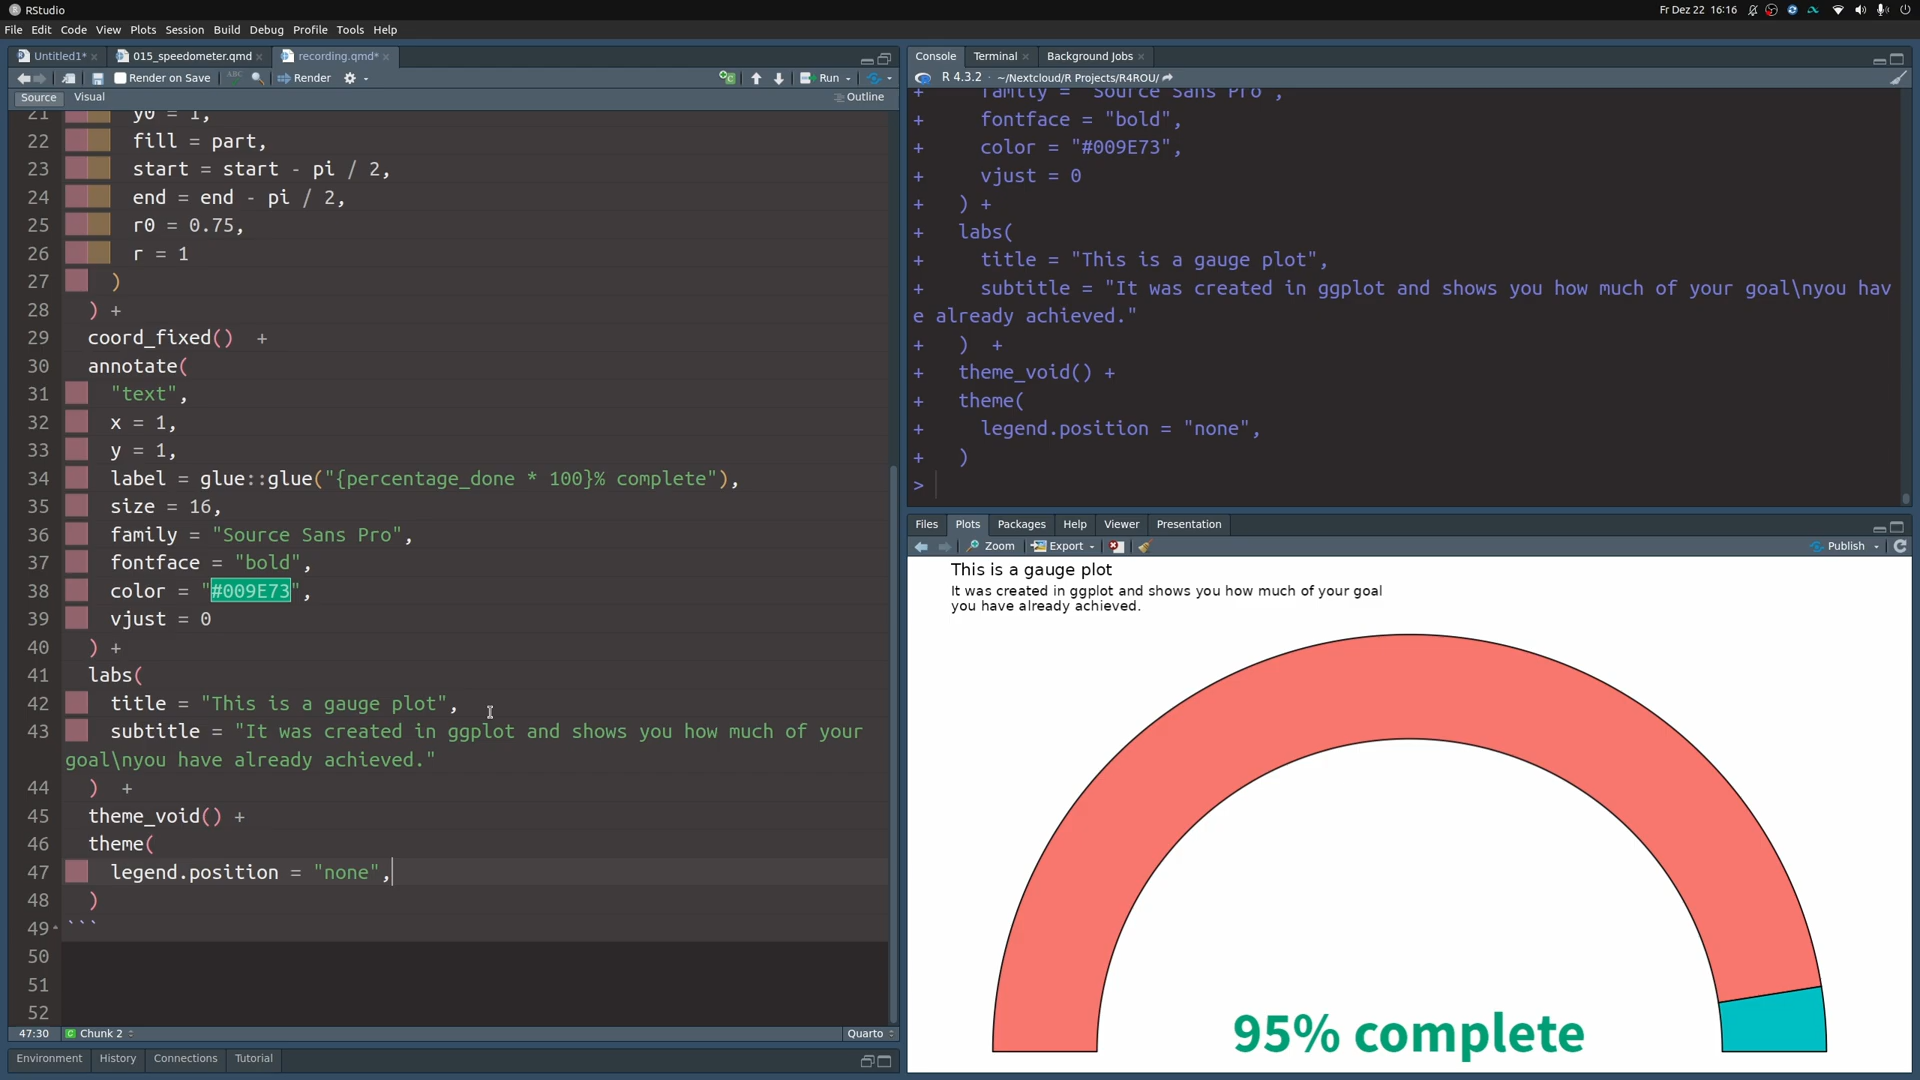 RStudio
Fr Dez 22 16:16
File Edit Code View Plots Session Build Debug Profile Tools Help
Untitled1* 015_speedometer.qmd recording.qmd*
Render on Save ABC Render Run
Source Visual Outline
21 y0 = 1,
22 fill = part,
23 start = start - pi / 2,
24 end = end - pi / 2,
25 r0 = 0.75,
26 r = 1
27 )
28 ) +
29 coord_fixed()  +
30 annotate(
31 "text",
32 x = 1,
33 y = 1,
34 label = glue::glue("{percentage_done * 100}% complete"),
35 size = 16,
36 family = "Source Sans Pro",
37 fontface = "bold",
38 color = "#009E73",
39 vjust = 0
40 ) +
41 labs(
42 title = "This is a gauge plot",
43 subtitle = "It was created in ggplot and shows you how much of your
goal\nyou have already achieved."
44 )  +
45 theme_void() +
46 theme(
47 legend.position = "none",
48 )
49 ```
50
51
52
47:30 C Chunk 2 Quarto
Environment History Connections Tutorial
Console Terminal Background Jobs
R 4.3.2 · ~/Nextcloud/R Projects/R4ROU/
+ family = "Source Sans Pro",
+ fontface = "bold",
+ color = "#009E73",
+ vjust = 0
+ ) +
+ labs(
+ title = "This is a gauge plot",
+ subtitle = "It was created in ggplot and shows you how much of your goal\nyou hav
e already achieved."
+ )  +
+ theme_void() +
+ theme(
+ legend.position = "none",
+ )
>
Files Plots Packages Help Viewer Presentation
Zoom Export Publish
This is a gauge plot
It was created in ggplot and shows you how much of your goal
you have already achieved.
95% complete